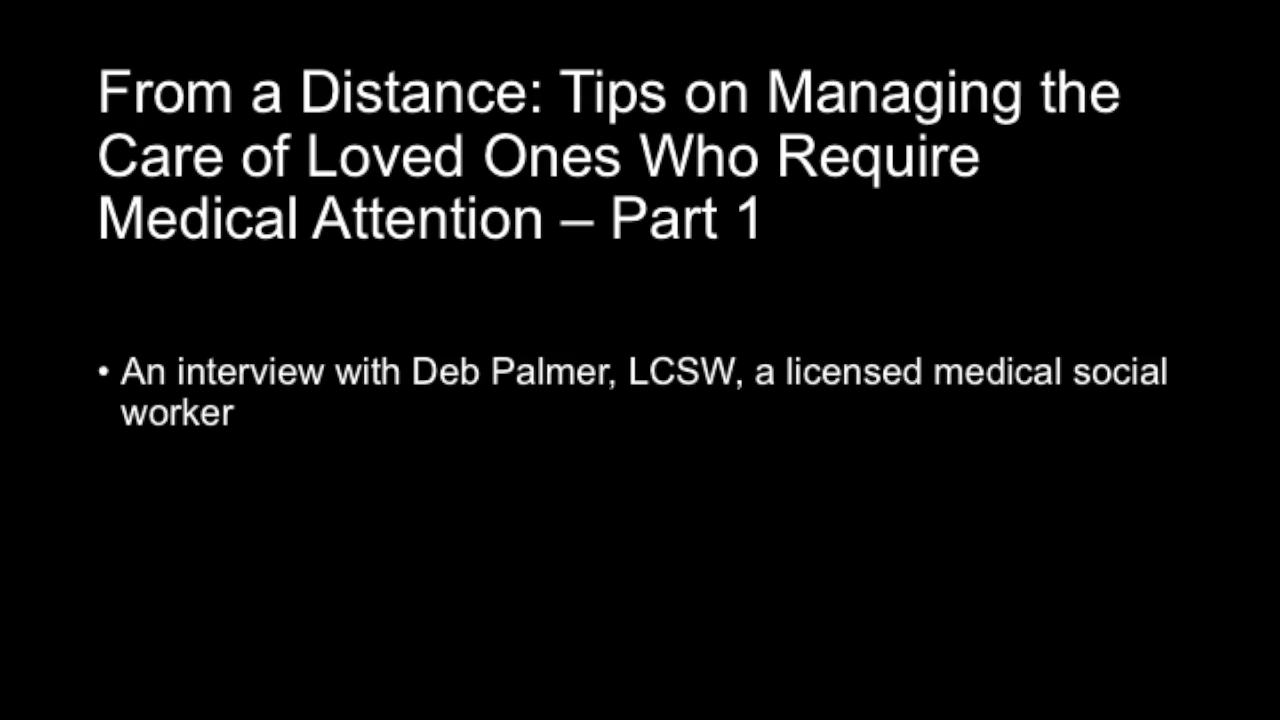 From a Distance: Tips on Managing the
Care of Loved Ones Who Require
Medical Attention – Part 1
• An interview with Deb Palmer, LCSW, a licensed medical social
worker